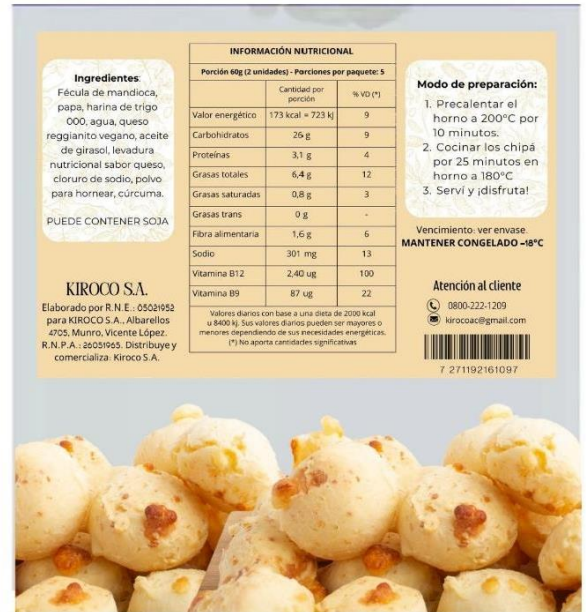 Ingredientes:
Fécula de mandioca,
papa, harina de trigo
000, agua, queso
reggianito vegano, aceite
de girasol, levadura
nutricional sabor queso,
cloruro de sodio, polvo
para hornear, cúrcuma.
PUEDE CONTENER SOJA
KIROCO S.A.
Elaborado por R.N.E.: 05021952
para KIROCO S.A., Albarellos
4705, Munro, Vicente López.
R.N.P.A.: 26051965. Distribuye y
comercializa: Kiroco S.A.
INFORMACIÓN NUTRICIONAL
Porción 60g (2 unidades) - Porciones por paquete: 5
Cantidad por porción % VD (*)
Valor energético 173 kcal = 723 kj 9
Carbohidratos 26 g 9
Proteínas 3,1 g 4
Grasas totales 6,4 g 12
Grasas saturadas 0,8 g 3
Grasas trans 0 g -
Fibra alimentaria 1,6 g 6
Sodio 301 mg 13
Vitamina B12 2,40 ug 100
Vitamina B9 87 ug 22
Valores diarios con base a una dieta de 2000 kcal
u 8400 kj. Sus valores diarios pueden ser mayores o
menores dependiendo de sus necesidades energéticas.
(*) No aporta cantidades significativas
Modo de preparación:
1. Precalentar el
horno a 200°C por
10 minutos.
2. Cocinar los chipá
por 25 minutos en
horno a 180°C
3. Serví y ¡disfruta!
Vencimiento: ver envase.
MANTENER CONGELADO -18°C
Atención al cliente
0800-222-1209
kirocoac@gmail.com
7 271192161097